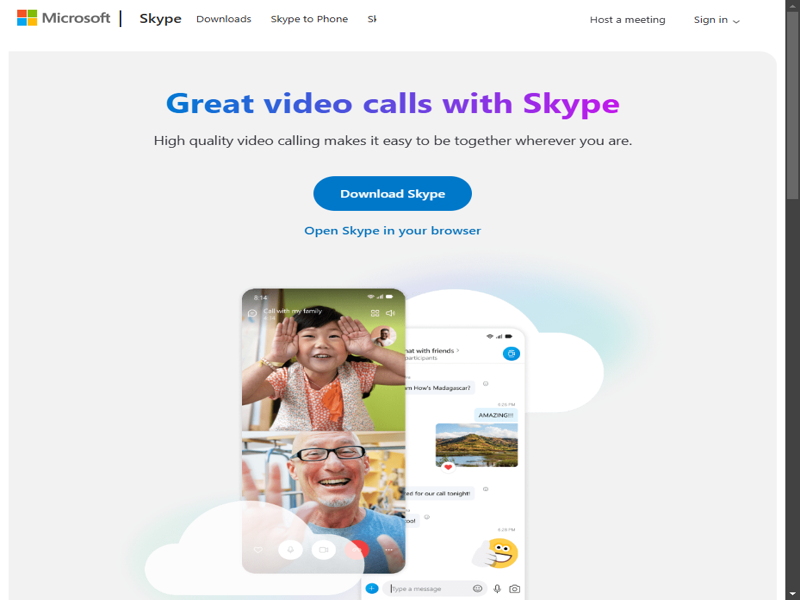 Microsoft
Skype
Downloads
Skype to Phone
Sk
Host a meeting
Sign in
Great video calls with Skype
High quality video calling makes it easy to be together wherever you are.
Download Skype
Open Skype in your browser
8:14
Call with my family
hat with friends
participants
m How's Madagascar?
AMAZING!!!
ed for our call tonight!
too!
Type a message